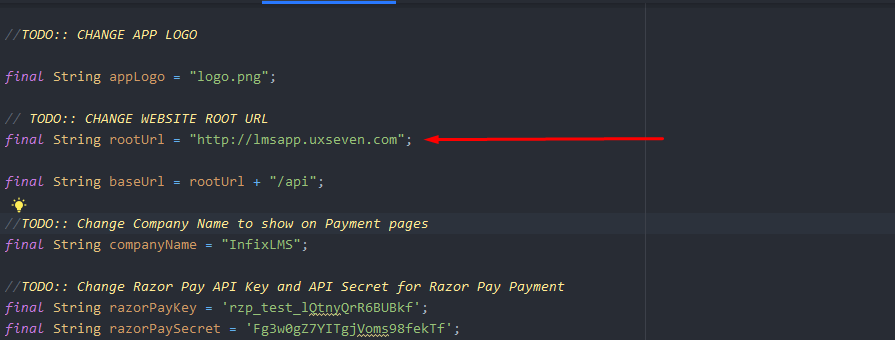 //TODO:: CHANGE APP LOGO
final String appLogo = "logo.png";
// TODO:: CHANGE WEBSITE ROOT URL
final String rootUrl = "http://lmsapp.uxseven.com";
final String baseUrl = rootUrl + "/api";
//TODO:: Change Company Name to show on Payment pages
final String companyName = "InfixLMS";
//TODO:: Change Razor Pay API Key and API Secret for Razor Pay Payment
final String razorPayKey = 'rzp_test_lQtnyQrR6BUBkf';
final String razorPaySecret = 'Fg3w0gZ7YITgjVoms98fekTf';